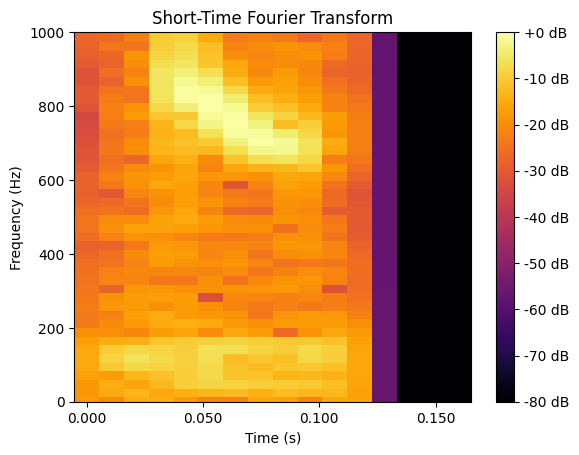 Short-Time Fourier Transform
1000
800
600
400
200
0
Frequency (Hz)
0.000
0.050
0.100
0.150
Time (s)
+0 dB
-10 dB
-20 dB
-30 dB
-40 dB
-50 dB
-60 dB
-70 dB
-80 dB